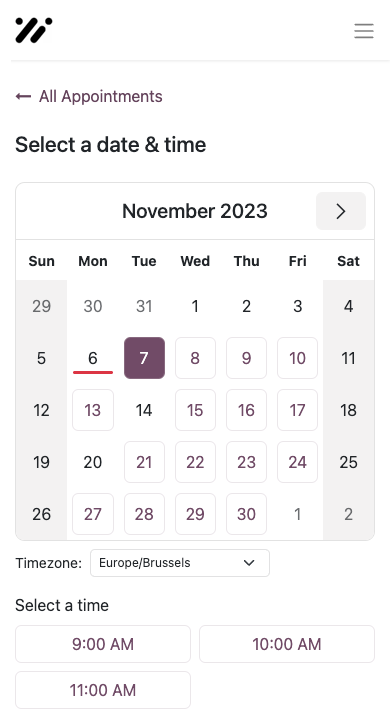 All Appointments
Select a date & time
November 2023
Sun Mon Tue Wed Thu Fri Sat
29 30 31 1 2 3 4
5 6 7 8 9 10 11
12 13 14 15 16 17 18
19 20 21 22 23 24 25
26 27 28 29 30 1 2
Timezone: Europe/Brussels
Select a time
9:00 AM 10:00 AM
11:00 AM